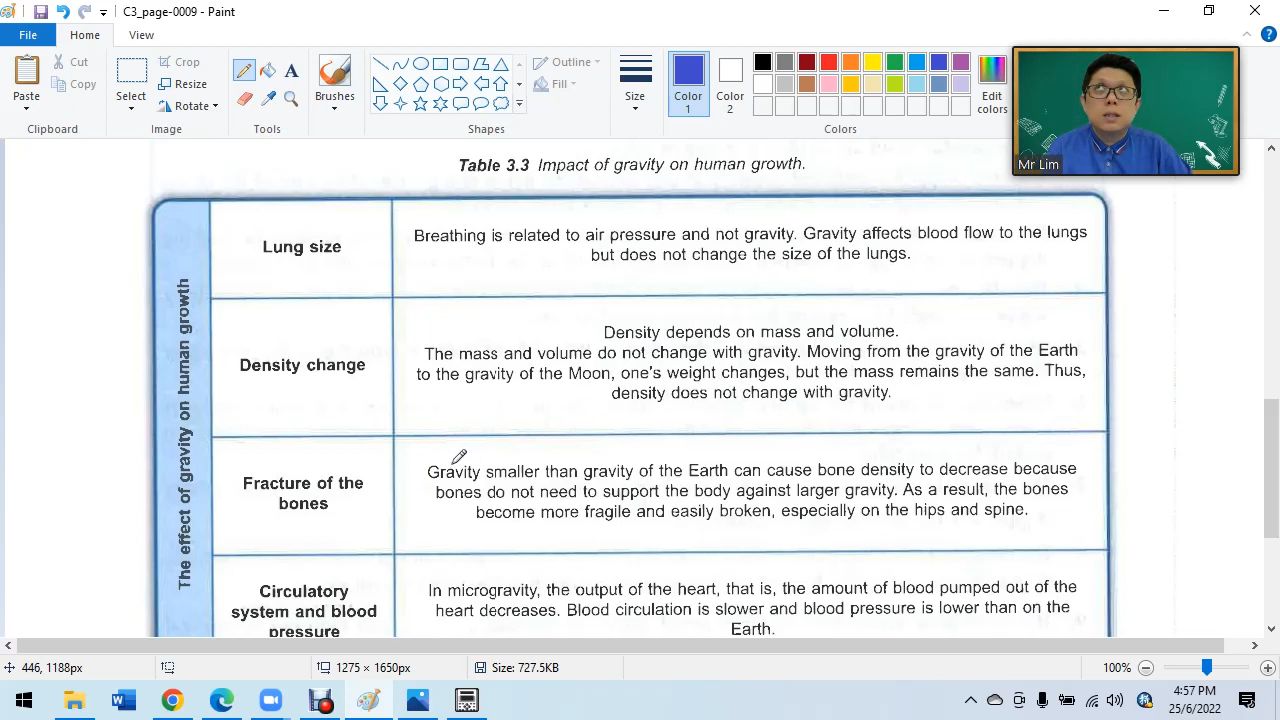 C3_page-0009 - Paint
File
Home
View
Paste
Cut
Copy
Clipboard
Select
Crop
Resize
Rotate
Image
A
Tools
Brushes
Outline
Fill
Shapes
Size
Color
1
Color
2
Edit
colors
Colors
Mr Lim
Table 3.3 Impact of gravity on human growth.
The effect of gravity on human growth
Lung size
Breathing is related to air pressure and not gravity. Gravity affects blood flow to the lungs
but does not change the size of the lungs.
Density change
Density depends on mass and volume.
The mass and volume do not change with gravity. Moving from the gravity of the Earth
to the gravity of the Moon, one's weight changes, but the mass remains the same. Thus,
density does not change with gravity.
Fracture of the
bones
Gravity smaller than gravity of the Earth can cause bone density to decrease because
bones do not need to support the body against larger gravity. As a result, the bones
become more fragile and easily broken, especially on the hips and spine.
Circulatory
system and blood
pressure
In microgravity, the output of the heart, that is, the amount of blood pumped out of the
heart decreases. Blood circulation is slower and blood pressure is lower than on the
Earth.
446, 1188px
1275 × 1650px
Size: 727.5KB
100%
4:57 PM
25/6/2022